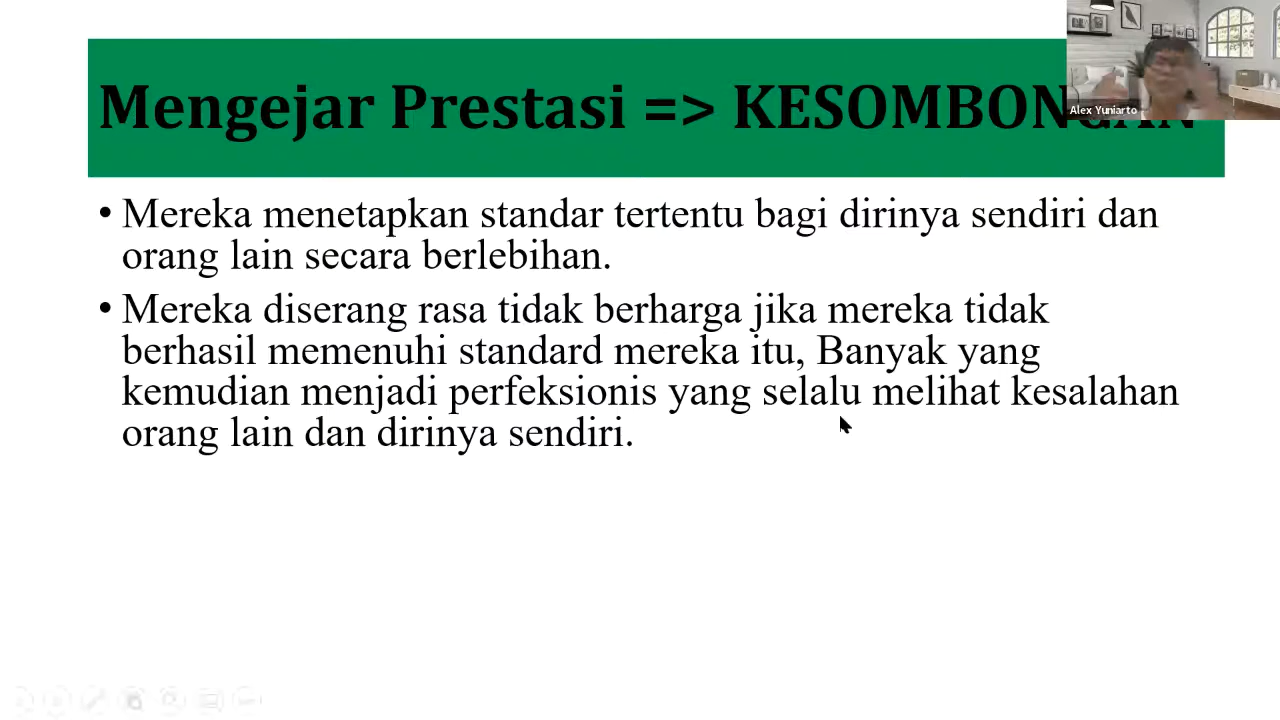 Mengejar Prestasi => KESOMBONGAN
Alex Yuniarto
• Mereka menetapkan standar tertentu bagi dirinya sendiri dan
orang lain secara berlebihan.
• Mereka diserang rasa tidak berharga jika mereka tidak
berhasil memenuhi standard mereka itu, Banyak yang
kemudian menjadi perfeksionis yang selalu melihat kesalahan
orang lain dan dirinya sendiri.